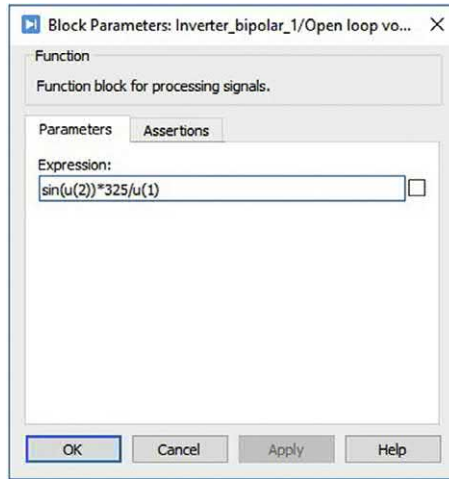 Block Parameters: Inverter_bipolar_1/Open loop vo...
Function
Function block for processing signals.
Parameters Assertions
Expression:
sin(u(2))*325/u(1)
OK Cancel Apply Help